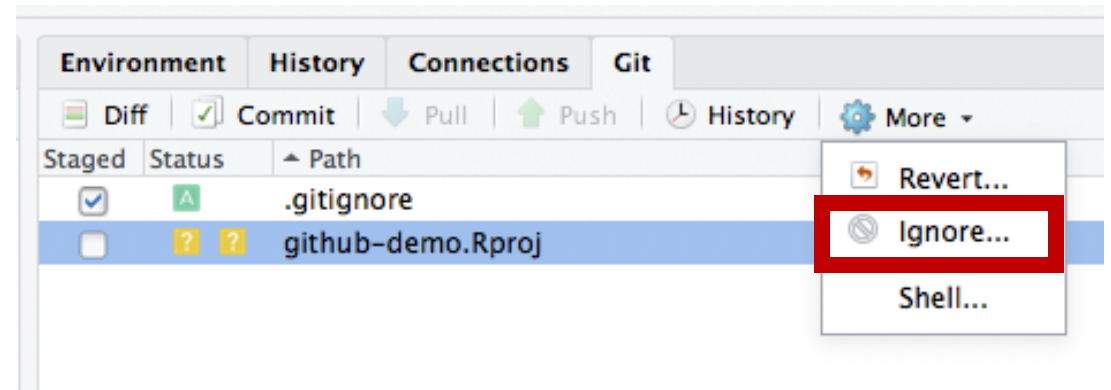 Environment History Connections Git
Diff Commit Pull Push History More
Staged Status Path
A .gitignore
? ? github-demo.Rproj
Revert...
Ignore...
Shell...